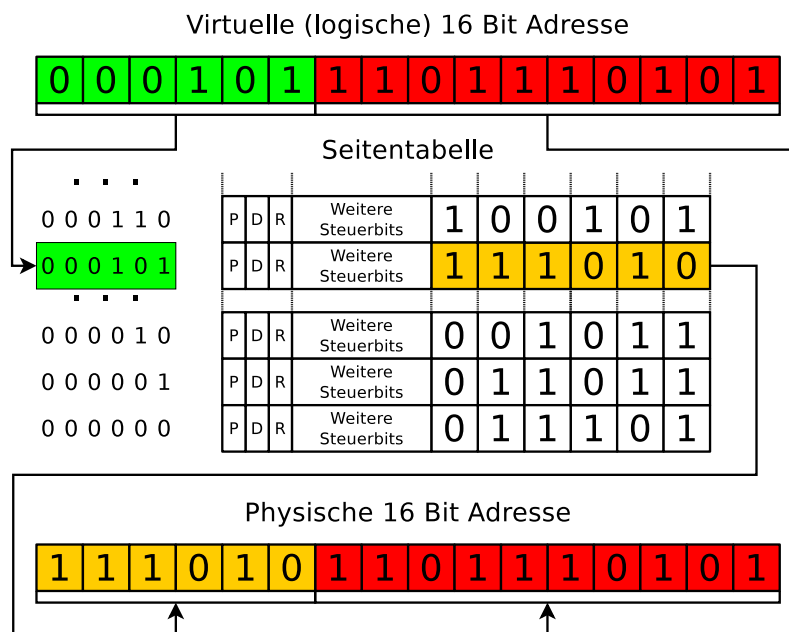 Virtuelle (logische) 16 Bit Adresse
0 0 0 1 0 1 1 1 0 1 1 1 0 1 0 1
Seitentabelle
. . .
0 0 0 1 1 0 P D R Weitere Steuerbits 1 0 0 1 0 1
0 0 0 1 0 1 P D R Weitere Steuerbits 1 1 1 0 1 0
. . .
0 0 0 0 1 0 P D R Weitere Steuerbits 0 0 1 0 1 1
0 0 0 0 0 1 P D R Weitere Steuerbits 0 1 1 0 1 1
0 0 0 0 0 0 P D R Weitere Steuerbits 0 1 1 1 0 1
Physische 16 Bit Adresse
1 1 1 0 1 0 1 1 0 1 1 1 0 1 0 1